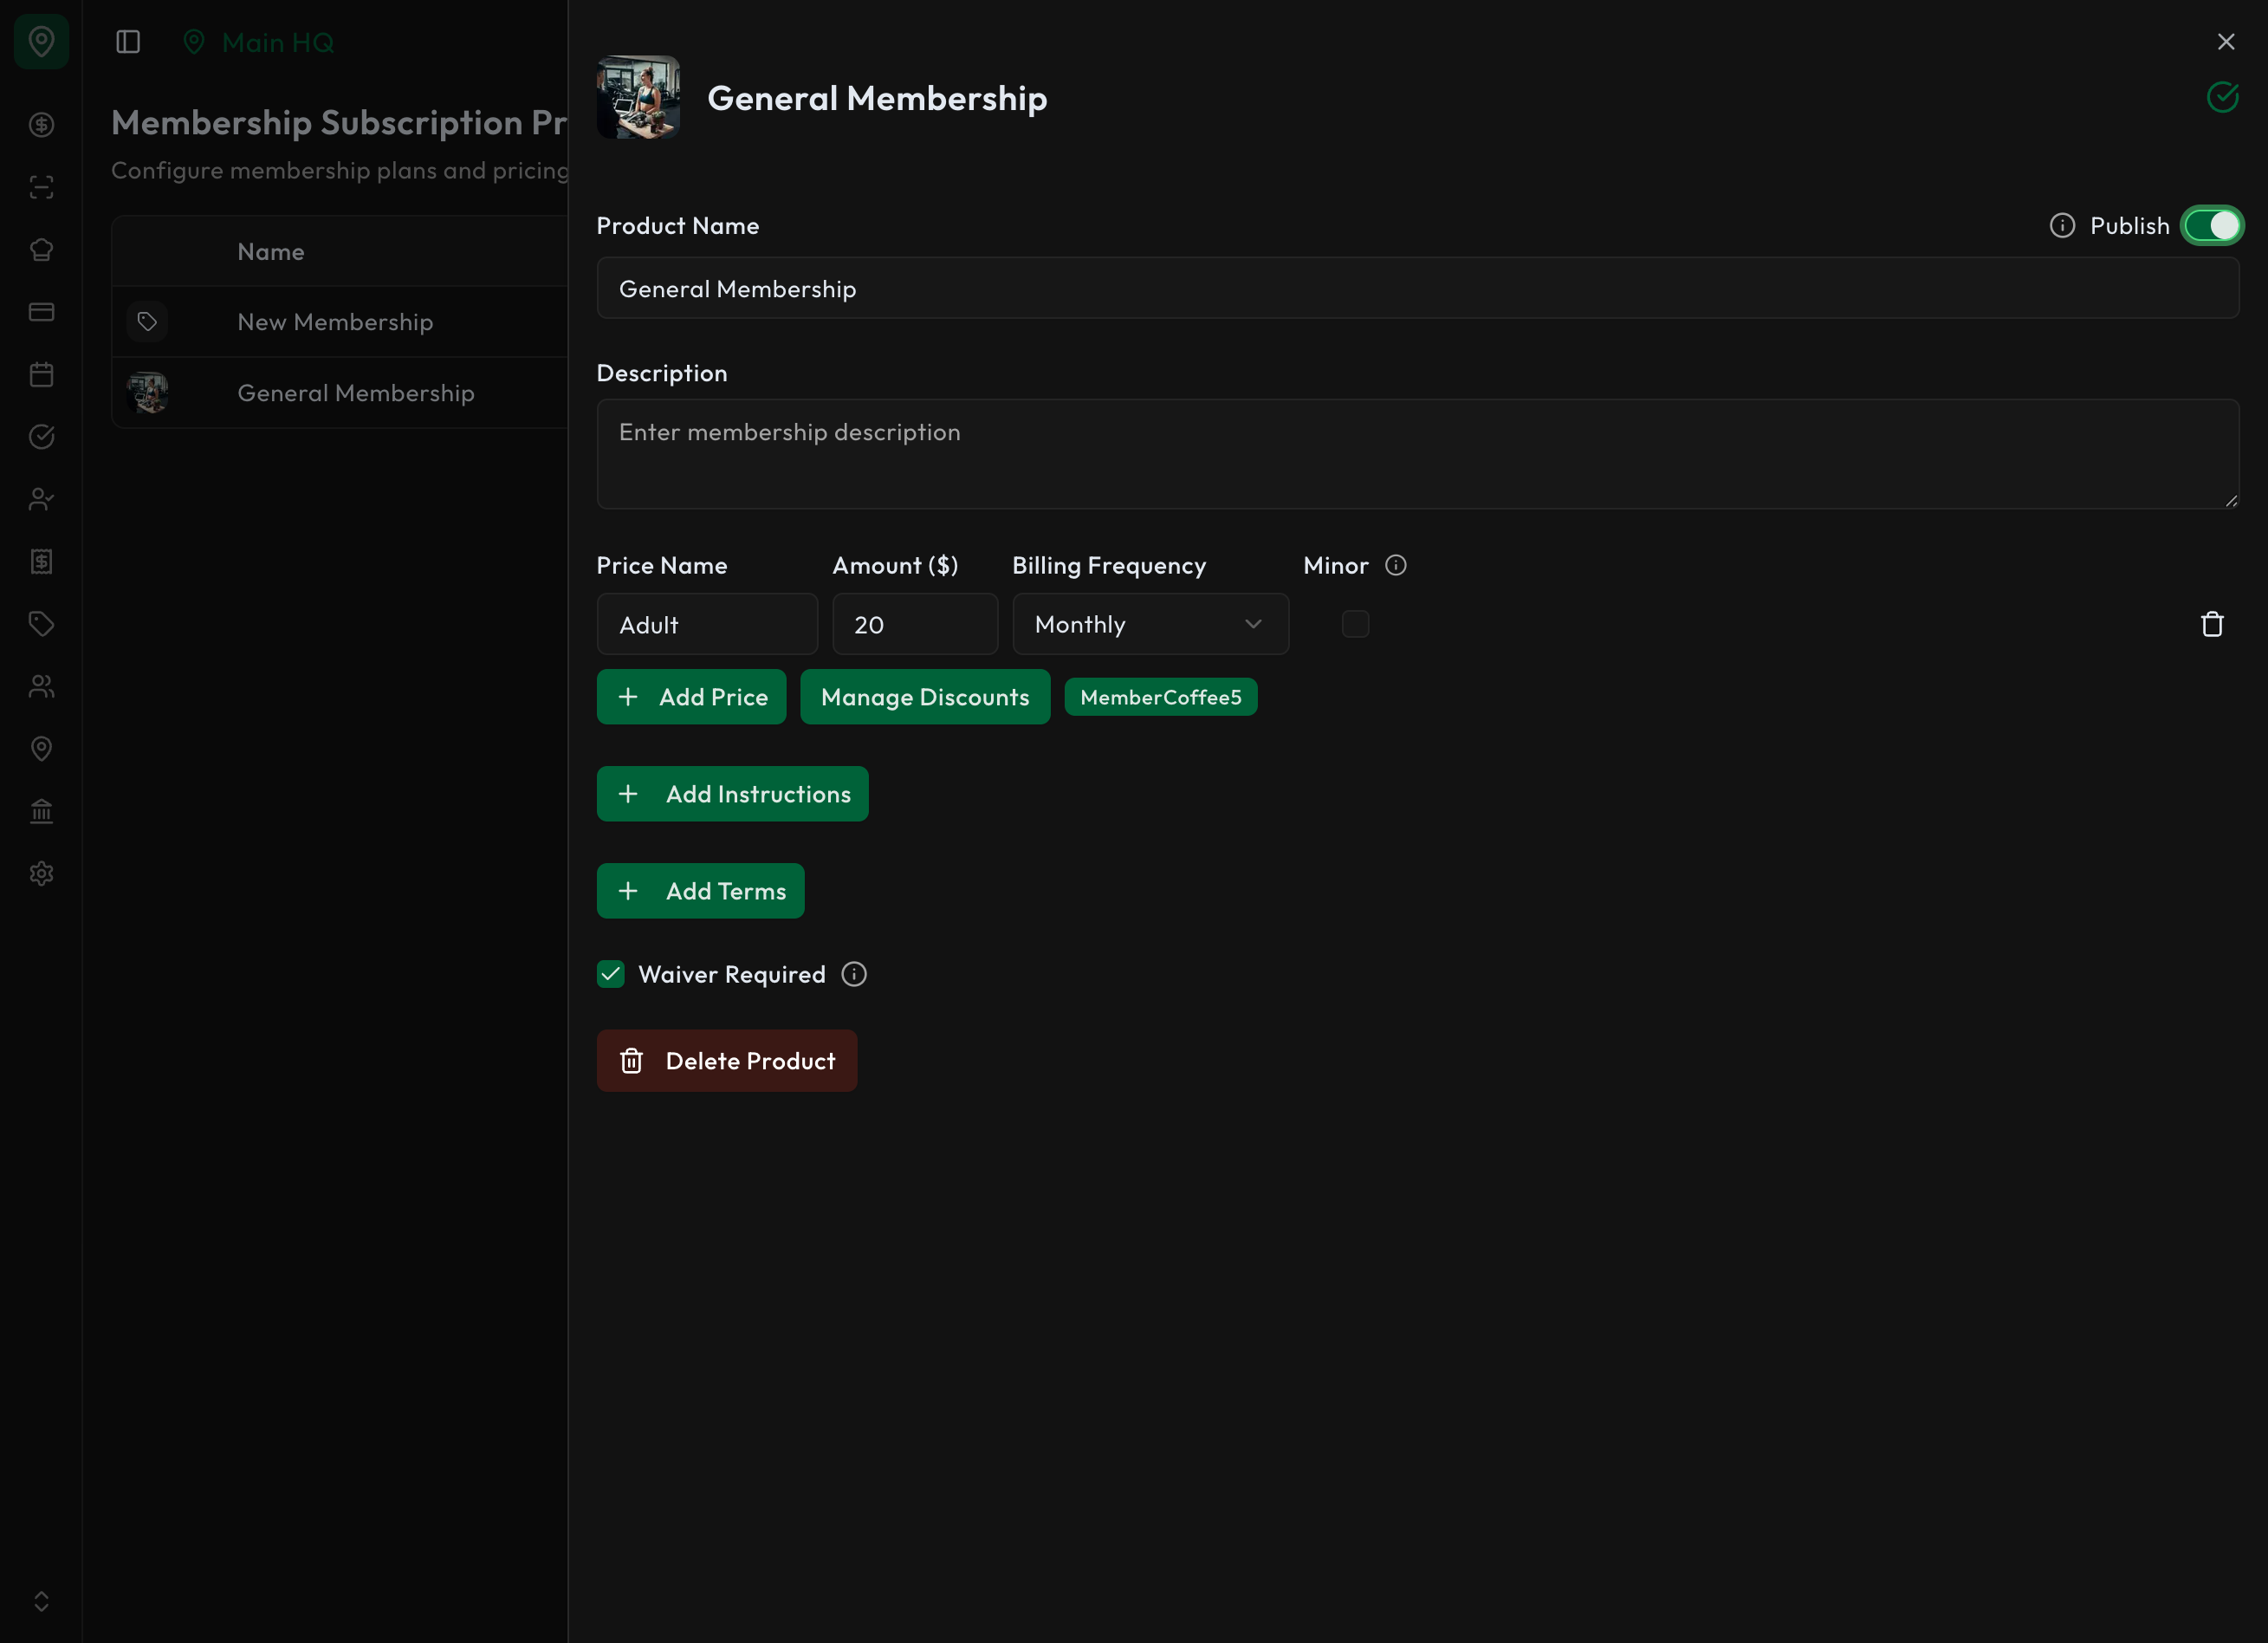 Main HQ
Membership Subscription Pr
Configure membership plans and pricing
Name
New Membership
General Membership
General Membership
Product Name
Publish
General Membership
Description
Enter membership description
Price Name Amount ($) Billing Frequency Minor
Adult 20 Monthly
Add Price Manage Discounts MemberCoffee5
Add Instructions
Add Terms
Waiver Required
Delete Product